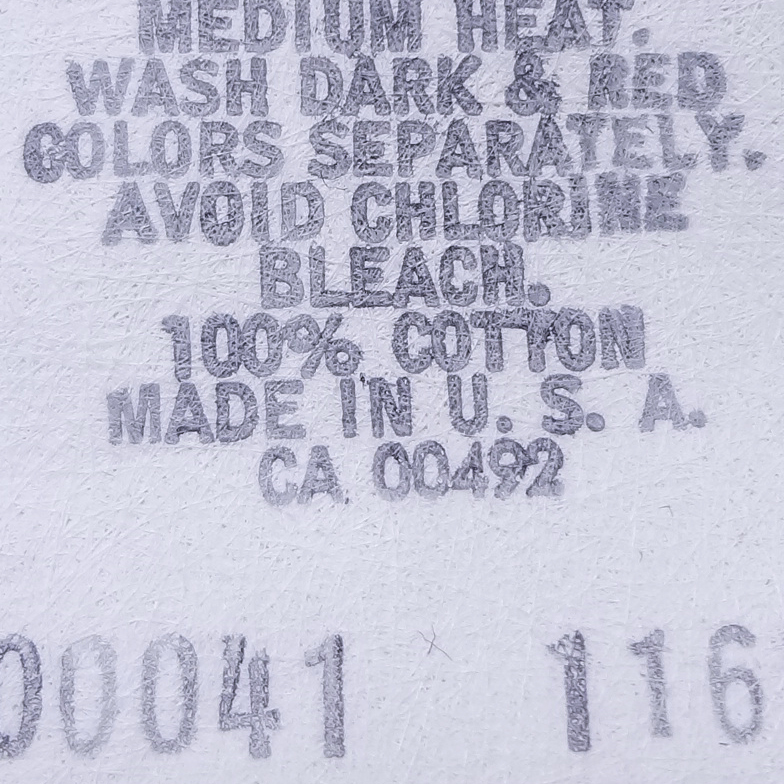 MEDIUM HEAT.
WASH DARK & RED
COLORS SEPARATELY.
AVOID CHLORINE
BLEACH.
100% COTTON
MADE IN U. S. A.
CA. 00492
00041 116